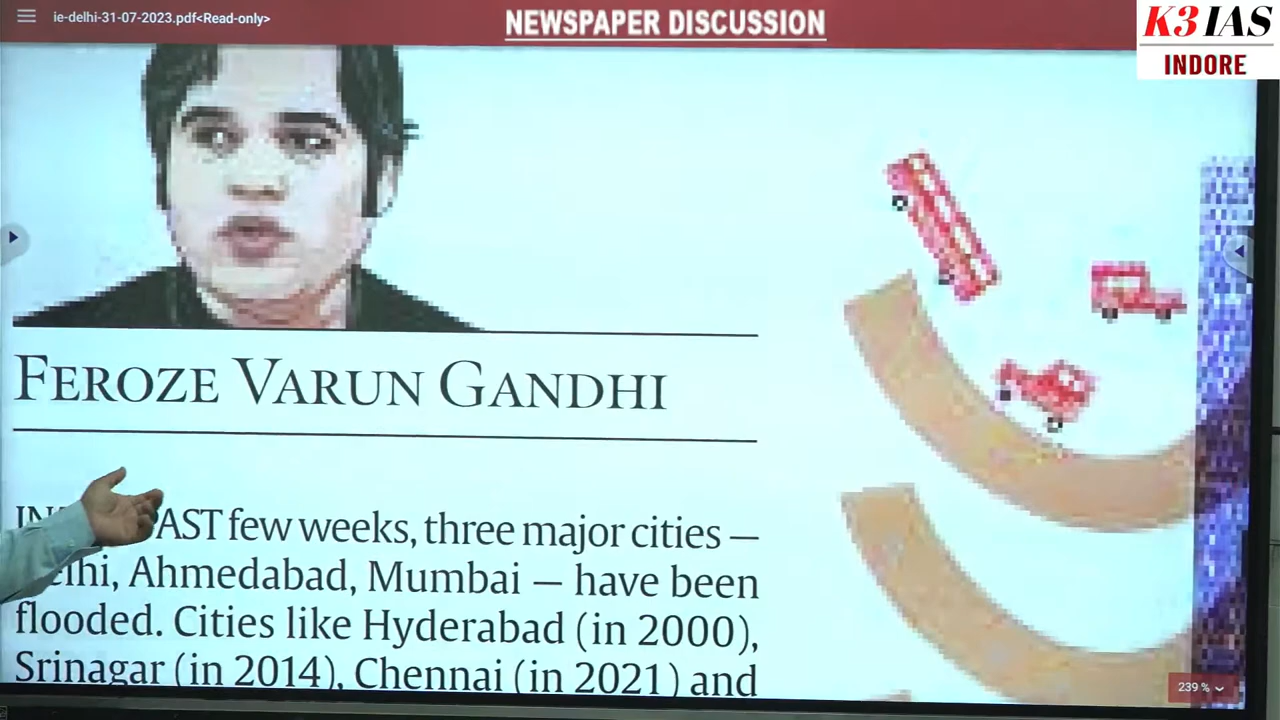 ie-delhi-31-07-2023.pdf<Read-only>
NEWSPAPER DISCUSSION
K3 IAS
INDORE
FEROZE VARUN GANDHI
AST few weeks, three major cities —
lhi, Ahmedabad, Mumbai — have been
flooded. Cities like Hyderabad (in 2000),
Srinagar (in 2014), Chennai (in 2021) and
239 %